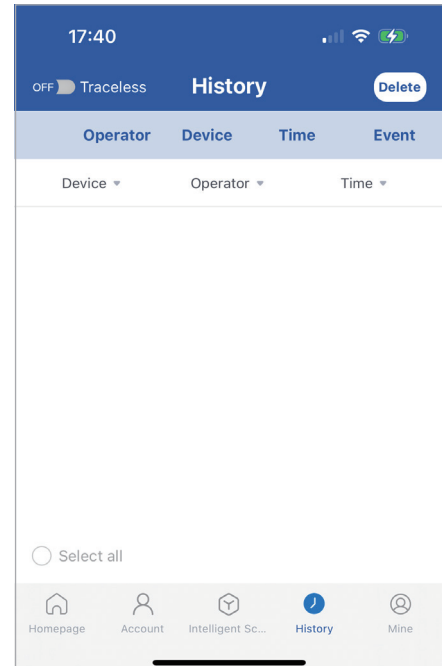 17:40
OFF Traceless History Delete
Operator Device Time Event
Device Operator Time
Select all
Homepage Account Intelligent Sc... History Mine